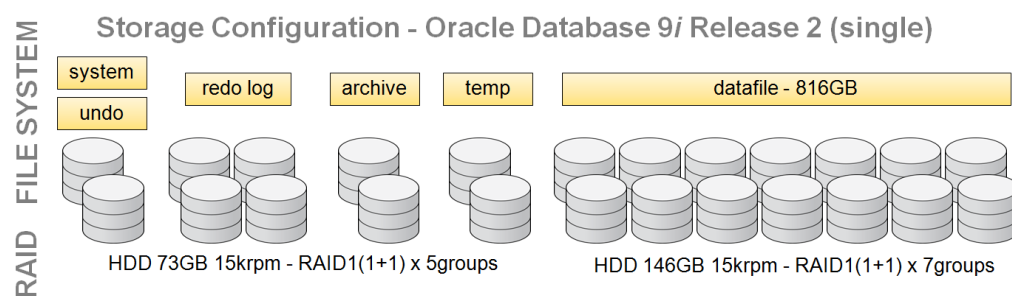 Storage Configuration - Oracle Database 9i Release 2 (single)
FILE SYSTEM
system
undo
redo log
archive
temp
datafile - 816GB
RAID
HDD 73GB 15krpm - RAID1(1+1) x 5groups
HDD 146GB 15krpm - RAID1(1+1) x 7groups